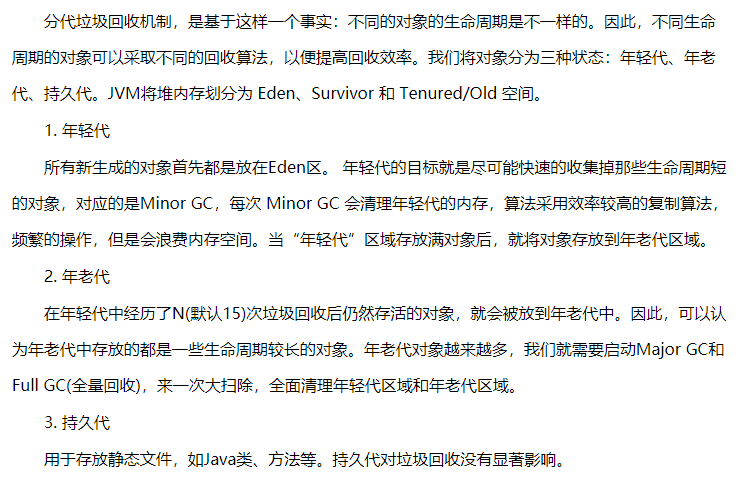 分代垃圾回收机制，是基于这样一个事实：不同的对象的生命周期是不一样的。因此，不同生命
周期的对象可以采取不同的回收算法，以便提高回收效率。我们将对象分为三种状态：年轻代、年老
代、持久代。JVM将堆内存划分为 Eden、Survivor 和 Tenured/Old 空间。
1. 年轻代
所有新生成的对象首先都是放在Eden区。 年轻代的目标就是尽可能快速的收集掉那些生命周期短
的对象，对应的是Minor GC，每次 Minor GC 会清理年轻代的内存，算法采用效率较高的复制算法，
频繁的操作，但是会浪费内存空间。当“年轻代”区域存放满对象后，就将对象存放到年老代区域。
2. 年老代
在年轻代中经历了N(默认15)次垃圾回收后仍然存活的对象，就会被放到年老代中。因此，可以认
为年老代中存放的都是一些生命周期较长的对象。年老代对象越来越多，我们就需要启动Major GC和
Full GC(全量回收)，来一次大扫除，全面清理年轻代区域和年老代区域。
3. 持久代
用于存放静态文件，如Java类、方法等。持久代对垃圾回收没有显著影响。